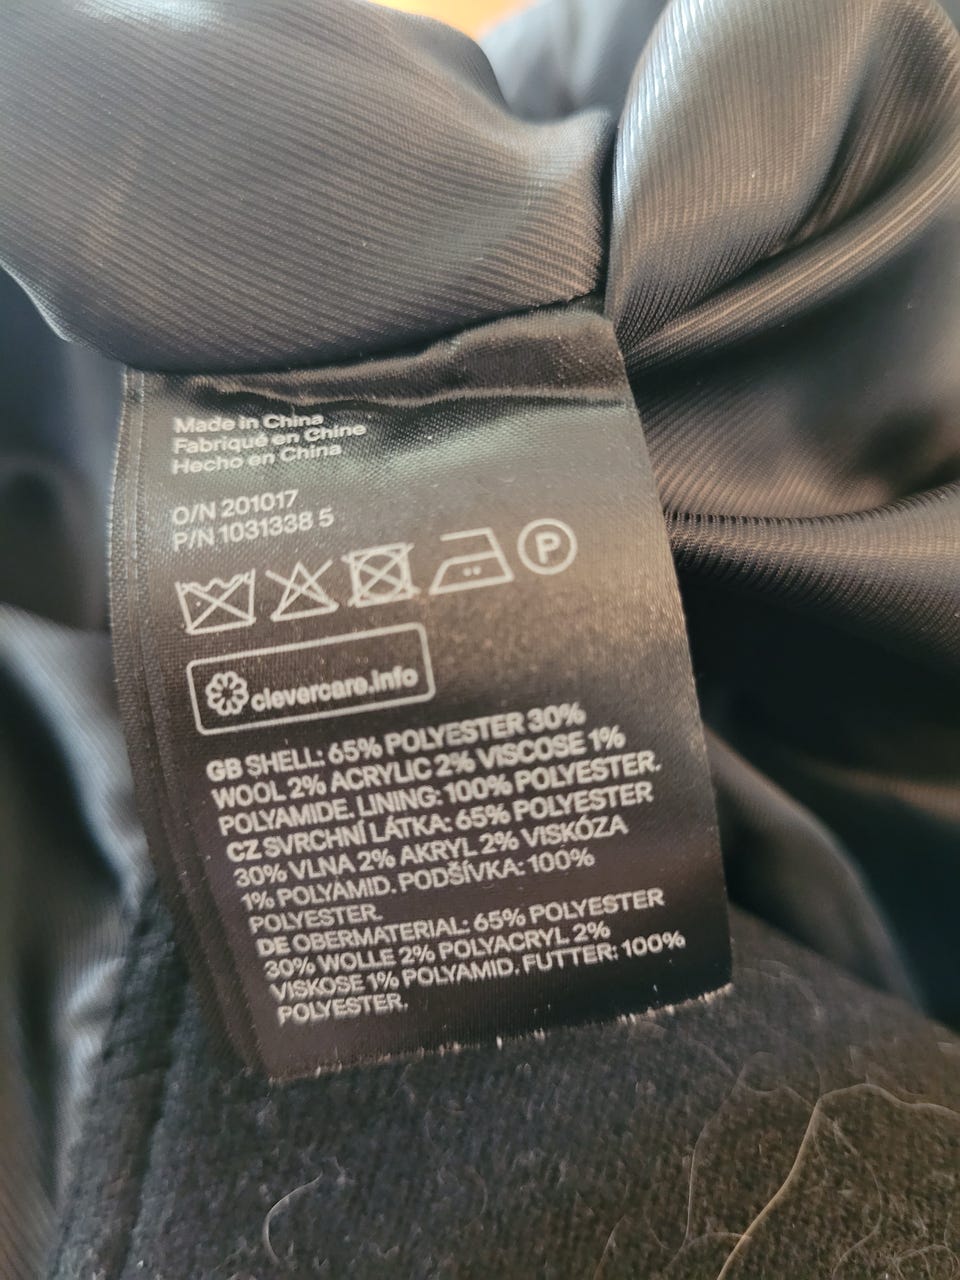 Made in China
Fabriqué en Chine
Hecho en China
O/N 201017
P/N 1031338 5
P
clevercare.info
GB SHELL: 65% POLYESTER 30%
WOOL 2% ACRYLIC 2% VISCOSE 1%
POLYAMIDE. LINING: 100% POLYESTER.
CZ SVRCHNÍ LÁTKA: 65% POLYESTER
30% VLNA 2% AKRYL 2% VISKÓZA
1% POLYAMID. PODŠÍVKA: 100%
POLYESTER.
DE OBERMATERIAL: 65% POLYESTER
30% WOLLE 2% POLYACRYL 2%
VISKOSE 1% POLYAMID. FUTTER: 100%
POLYESTER.